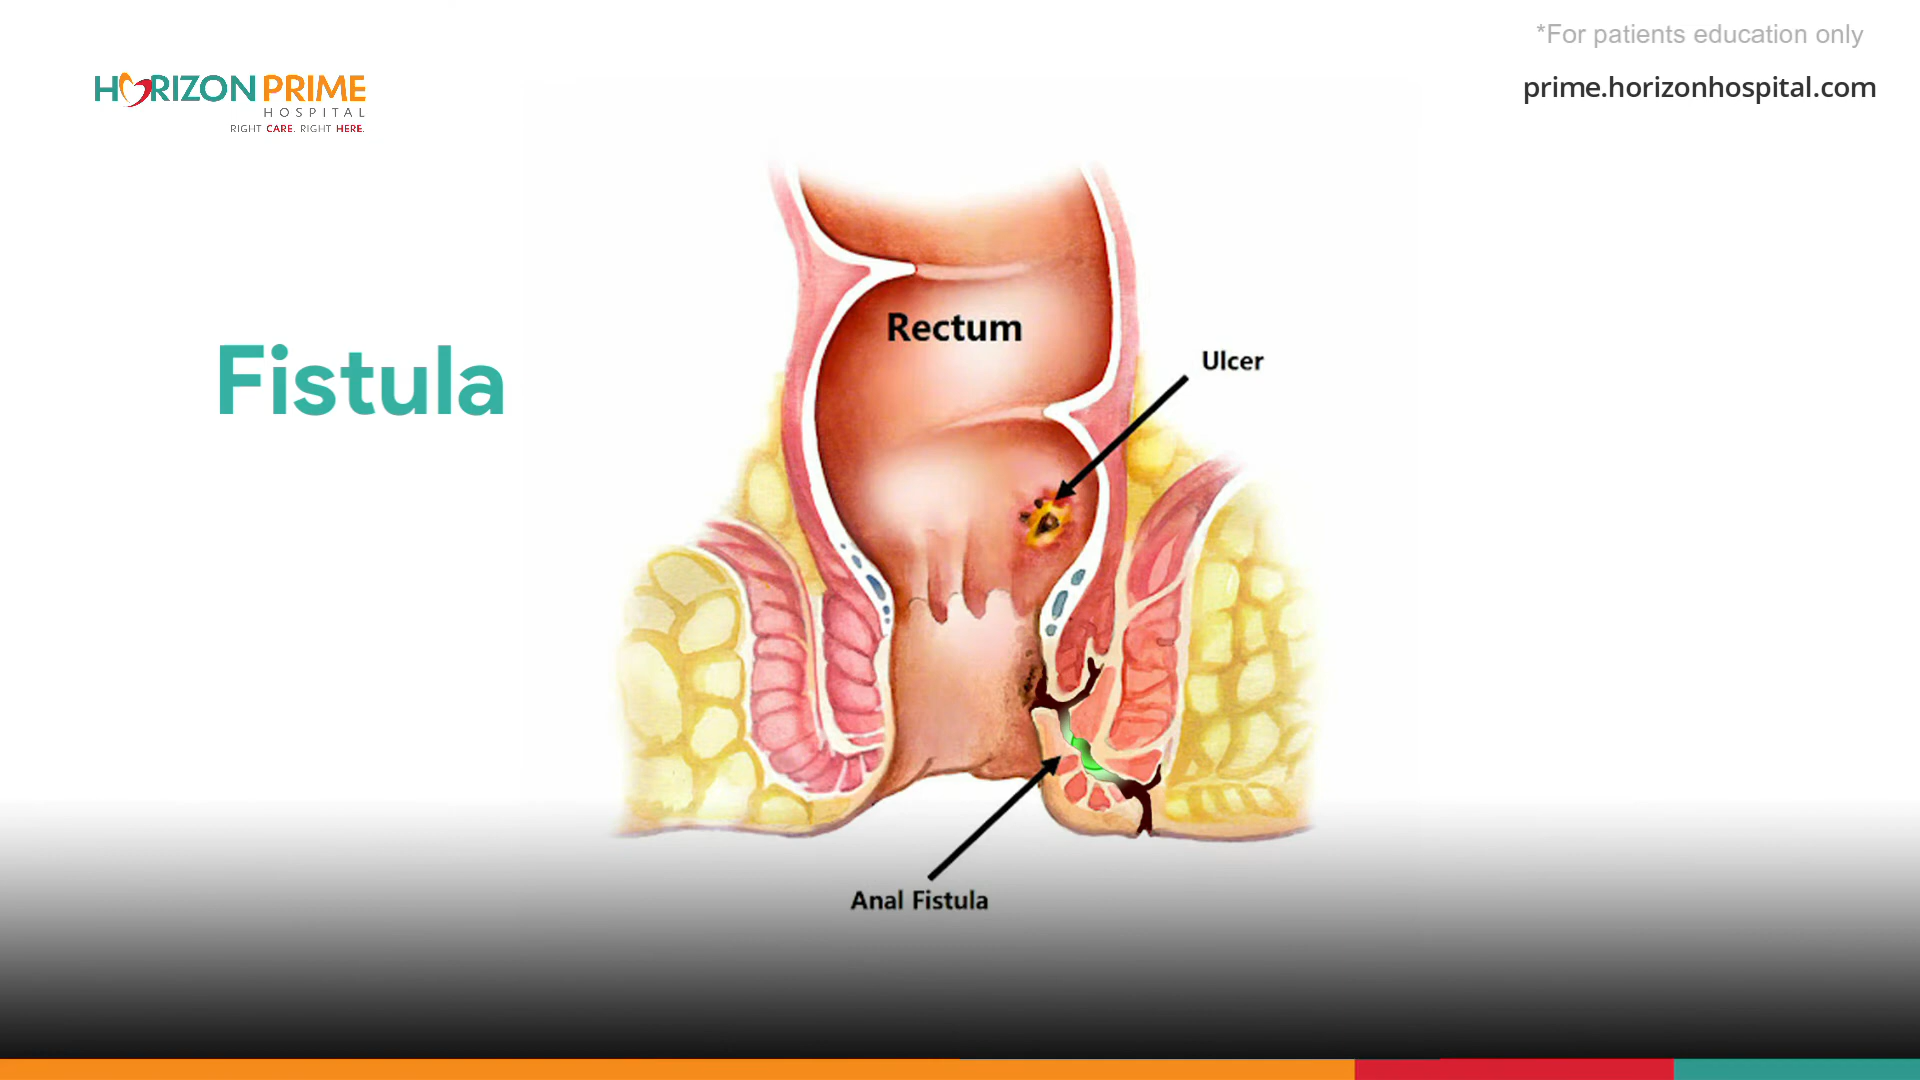 *For patients education only
HORIZON PRIME
HOSPITAL
RIGHT CARE. RIGHT HERE.
prime.horizonhospital.com
Rectum
Ulcer
Fistula
Anal Fistula